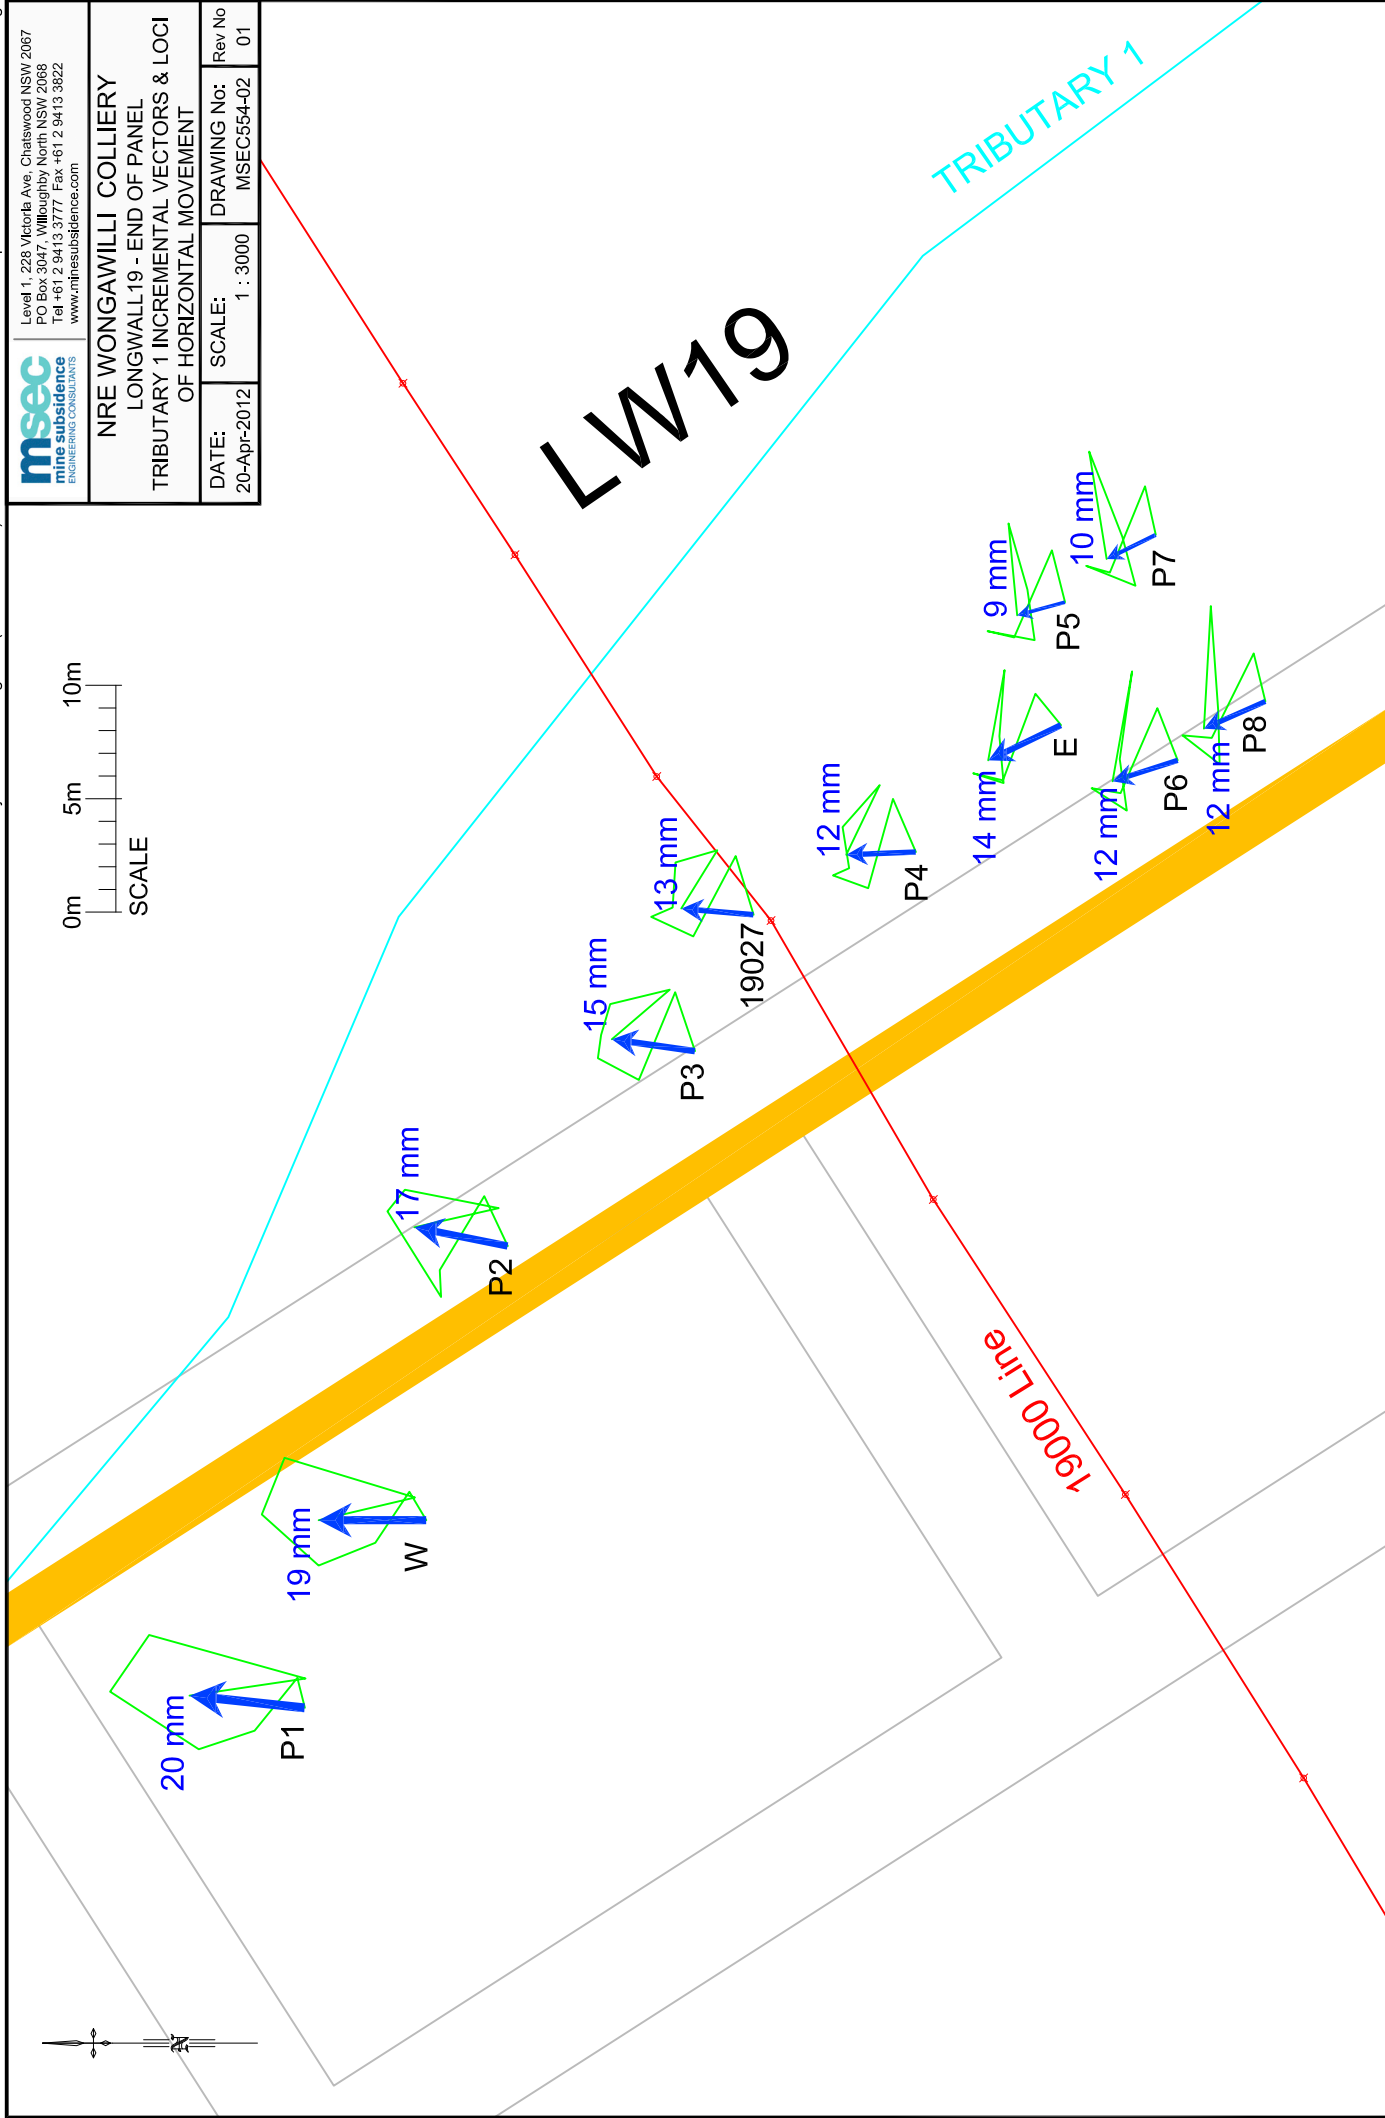 msec
mine subsidence
ENGINEERING CONSULTANTS
Level 1, 228 Victoria Ave, Chatswood NSW 2067
PO Box 3047, Willoughby North NSW 2068
Tel +61 2 9413 3777 Fax +61 2 9413 3822
www.minesubsidence.com
NRE WONGAWILLI COLLIERY
LONGWALL19 - END OF PANEL
TRIBUTARY 1 INCREMENTAL VECTORS & LOCI
OF HORIZONTAL MOVEMENT
DATE:
20-Apr-2012
SCALE:
1 : 3000
DRAWING No:
MSEC554-02
Rev No
01
0m
5m
10m
SCALE
TRIBUTARY 1
LW19
19000 Line
N
20 mm
P1
19 mm
W
17 mm
P2
15 mm
P3
13 mm
19027
12 mm
P4
14 mm
E
9 mm
P5
12 mm
P6
10 mm
P7
12 mm
P8